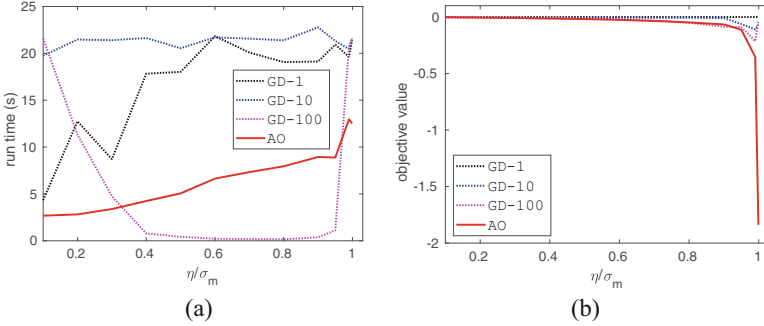 25
20
15
10
5
0
run time (s)
GD-1
GD-10
GD-100
AO
0.2
0.4
0.6
0.8
1
η/σm
(a)
0
-0.5
-1
-1.5
-2
objective value
GD-1
GD-10
GD-100
AO
0.2
0.4
0.6
0.8
1
η/σm
(b)